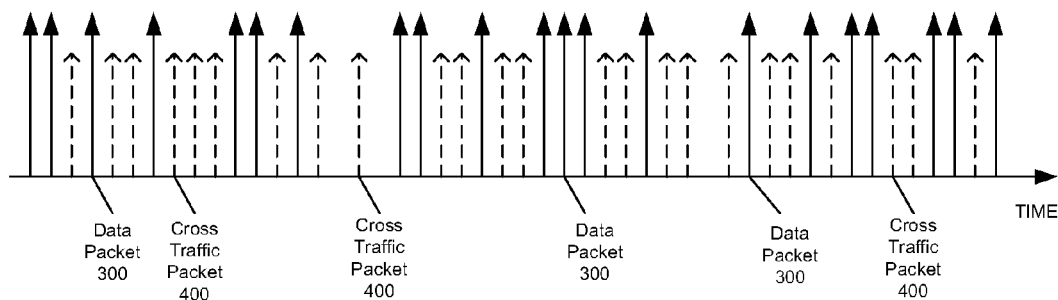 TIME
Data
Packet
300
Cross
Traffic
Packet
400
Cross
Traffic
Packet
400
Data
Packet
300
Data
Packet
300
Cross
Traffic
Packet
400